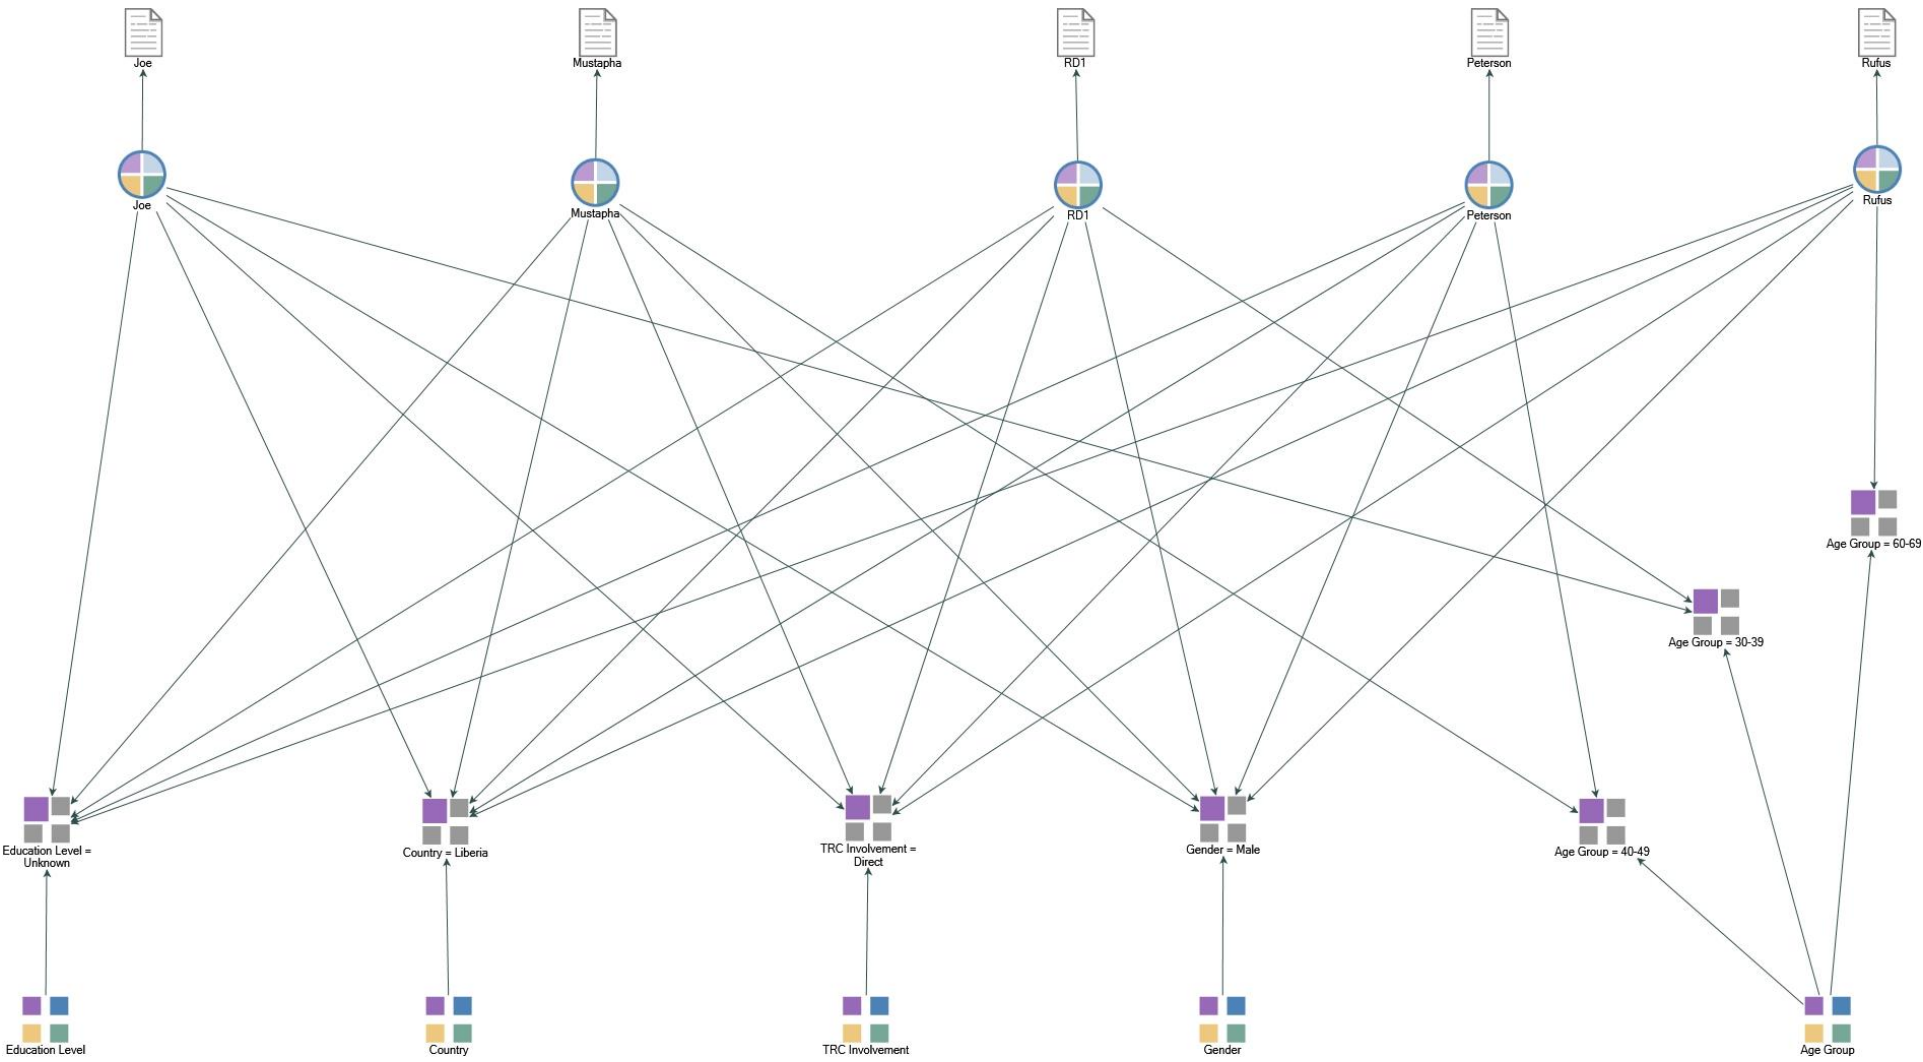 Joe
Mustapha
RD1
Peterson
Rufus
Joe
Mustapha
RD1
Peterson
Rufus
Age Group = 60-69
Age Group = 30-39
Education Level =
Unknown
Country = Liberia
TRC Involvement =
Direct
Gender = Male
Age Group = 40-49
Education Level
Country
TRC Involvement
Gender
Age Group